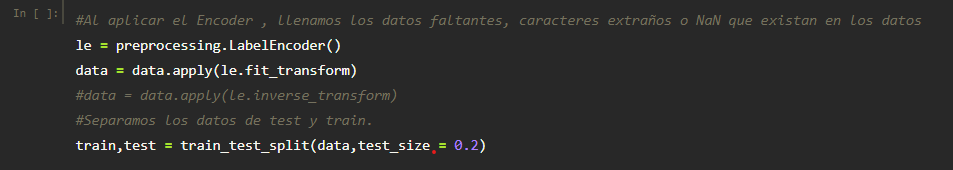 In [ ]:
#Al aplicar el Encoder , llenamos los datos faltantes, caracteres extraños o NaN que existan en los datos
le = preprocessing.LabelEncoder()
data = data.apply(le.fit_transform)
#data = data.apply(le.inverse_transform)
#Separamos los datos de test y train.
train,test = train_test_split(data,test_size = 0.2)